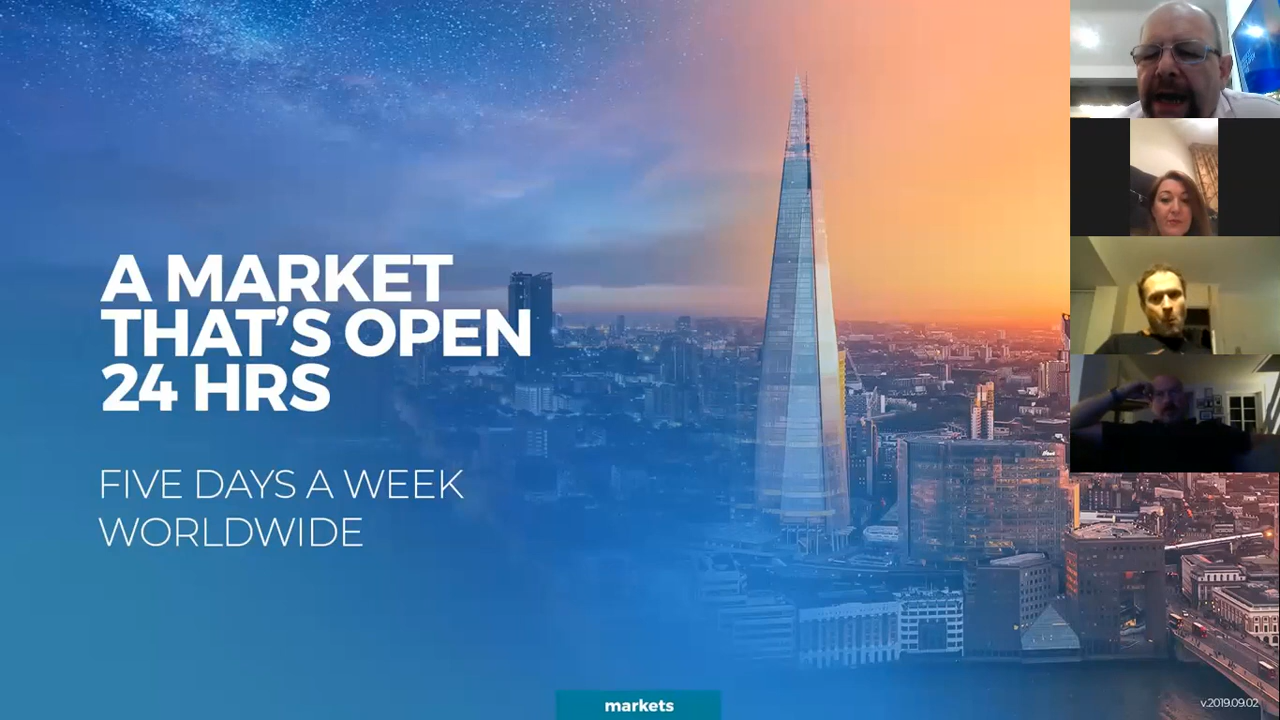 A MARKET
THAT'S OPEN
24 HRS
FIVE DAYS A WEEK
WORLDWIDE
markets
v.2019.09.02